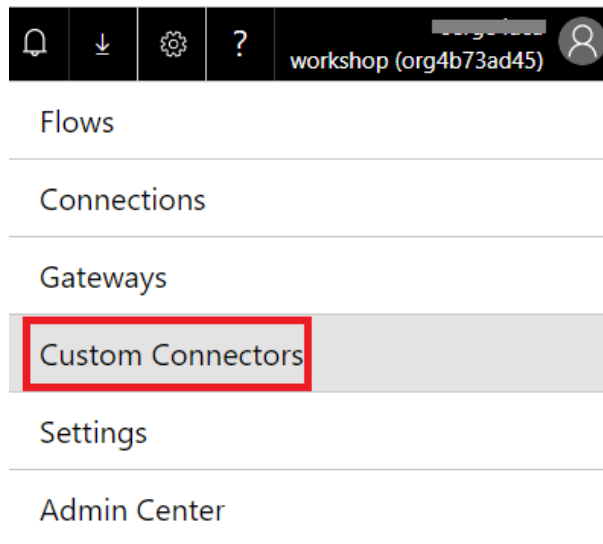 ?
workshop (org4b73ad45)
Flows
Connections
Gateways
Custom Connectors
Settings
Admin Center